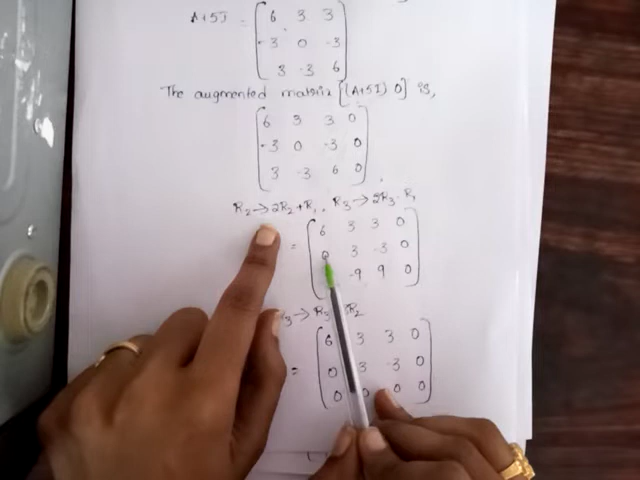 A+5I = [6 3 3
-3 0 -3
3 -3 6]
The augmented matrix [(A+5I) 0] is,
[6 3 3 0
-3 0 -3 0
3 -3 6 0]
R2→2R2+R1, R3→2R3-R1
= [6 3 3 0
0 3 -3 0
-9 9 0]
R3→R3 R2
= [6 3 3 0
0 3 -3 0
0 0 0 0]